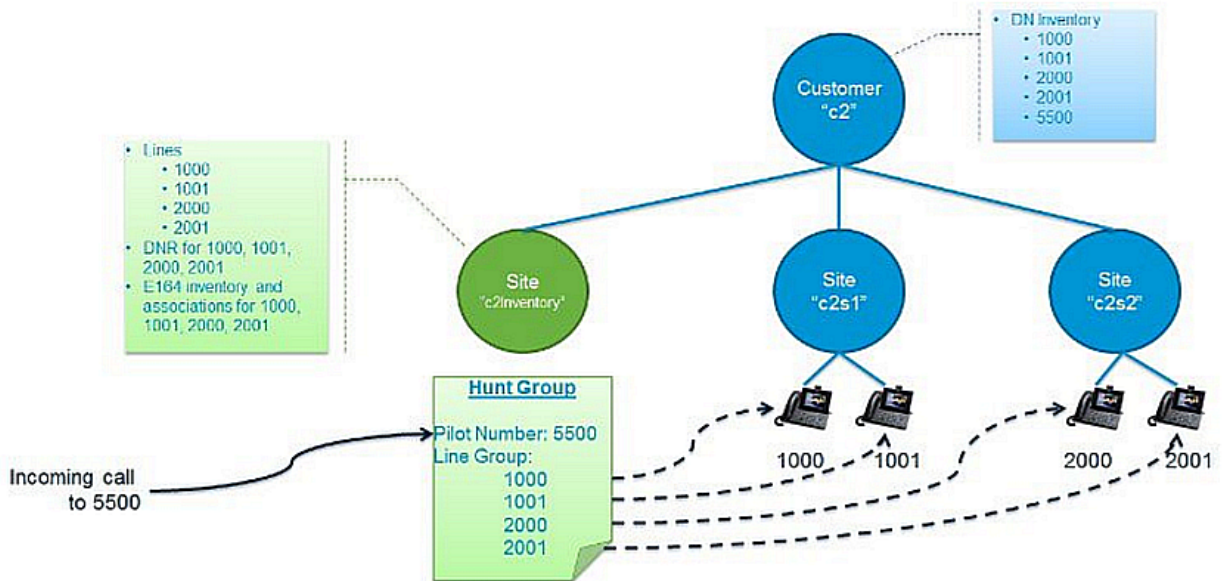 • DN Inventory
• 1000
• 1001
• 2000
• 2001
• 5500
Customer
"c2"
• Lines
• 1000
• 1001
• 2000
• 2001
• DNR for 1000, 1001,
2000, 2001
• E164 inventory and
associations for 1000,
1001, 2000, 2001
Site
"c2Inventory"
Site
"c2s1"
Site
"c2s2"
Hunt Group
Pilot Number: 5500
Line Group:
1000
1001
2000
2001
Incoming call
to 5500
1000
1001
2000
2001